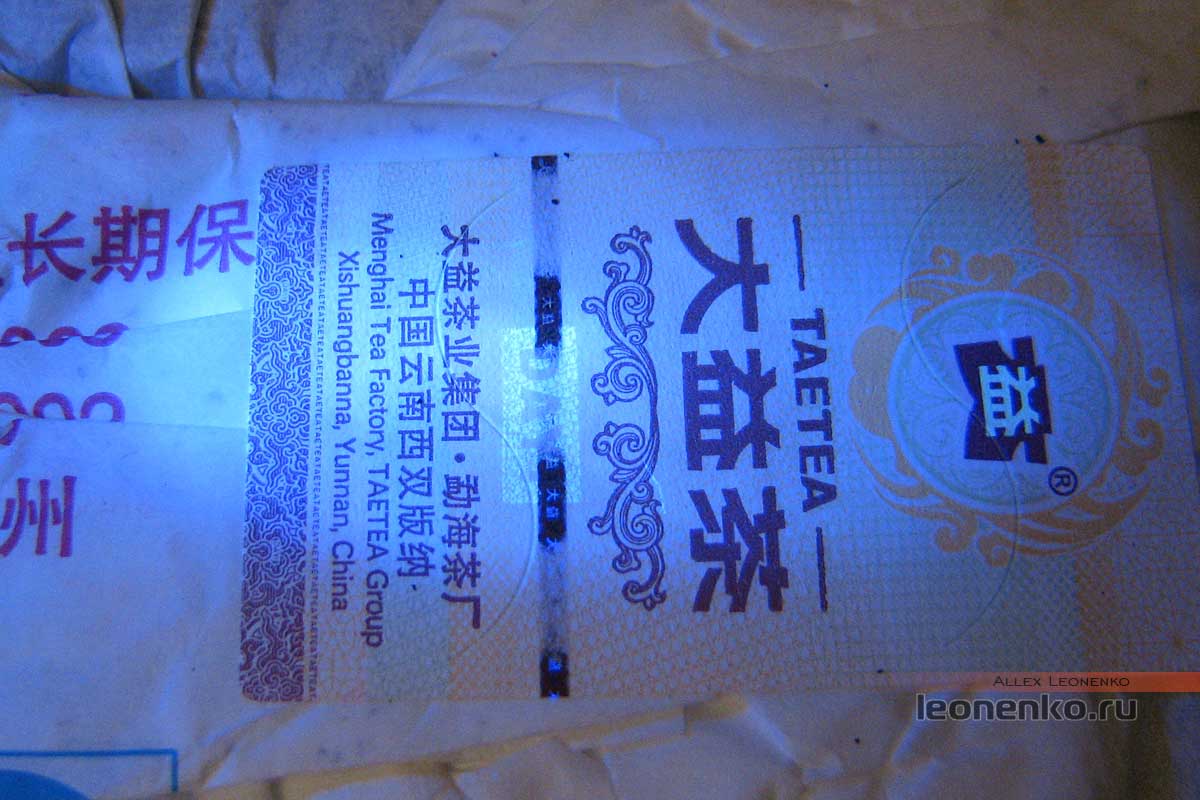 益®
— TAETEA —
大益茶
大益茶业集团·勐海茶厂
中国云南西双版纳·
Menghai Tea Factory, TAETEA Group
Xishuangbanna, Yunnan, China
长期保
州
ALLEX LEONENKO
leonenko.ru